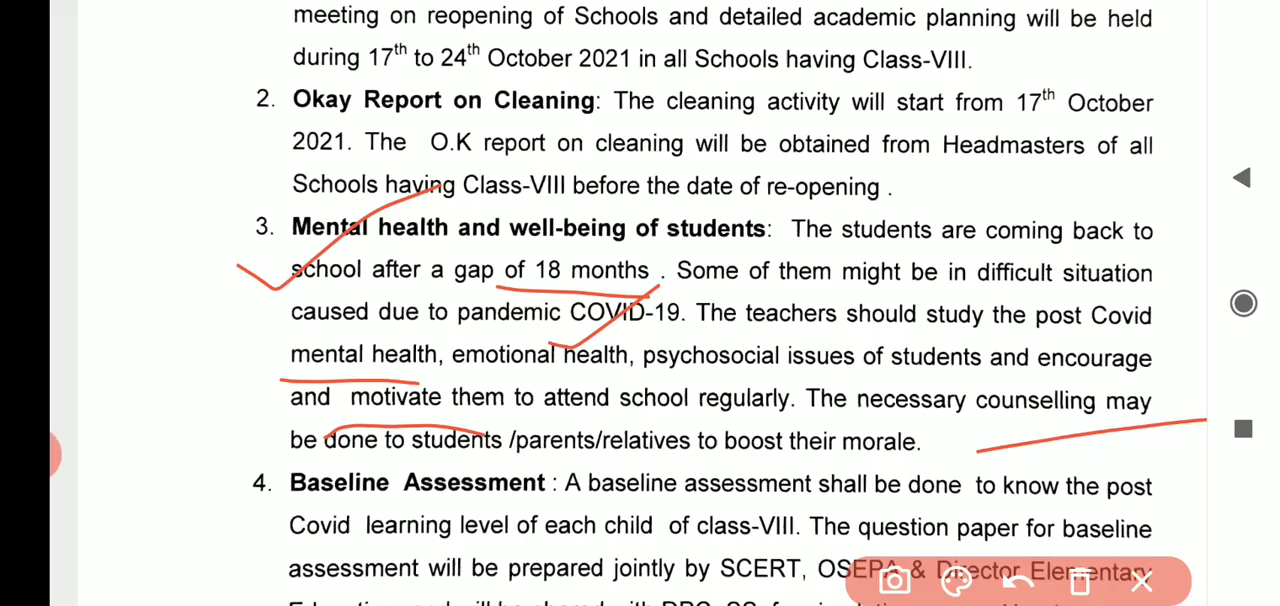 meeting on reopening of Schools and detailed academic planning will be held
during 17th to 24th October 2021 in all Schools having Class-VIII.
2. Okay Report on Cleaning: The cleaning activity will start from 17th October
2021. The O.K report on cleaning will be obtained from Headmasters of all
Schools having Class-VIII before the date of re-opening .
3. Mental health and well-being of students: The students are coming back to
school after a gap of 18 months . Some of them might be in difficult situation
caused due to pandemic COVID-19. The teachers should study the post Covid
mental health, emotional health, psychosocial issues of students and encourage
and motivate them to attend school regularly. The necessary counselling may
be done to students /parents/relatives to boost their morale.
4. Baseline Assessment : A baseline assessment shall be done to know the post
Covid learning level of each child of class-VIII. The question paper for baseline
assessment will be prepared jointly by SCERT, OSEPA & Director Elementary